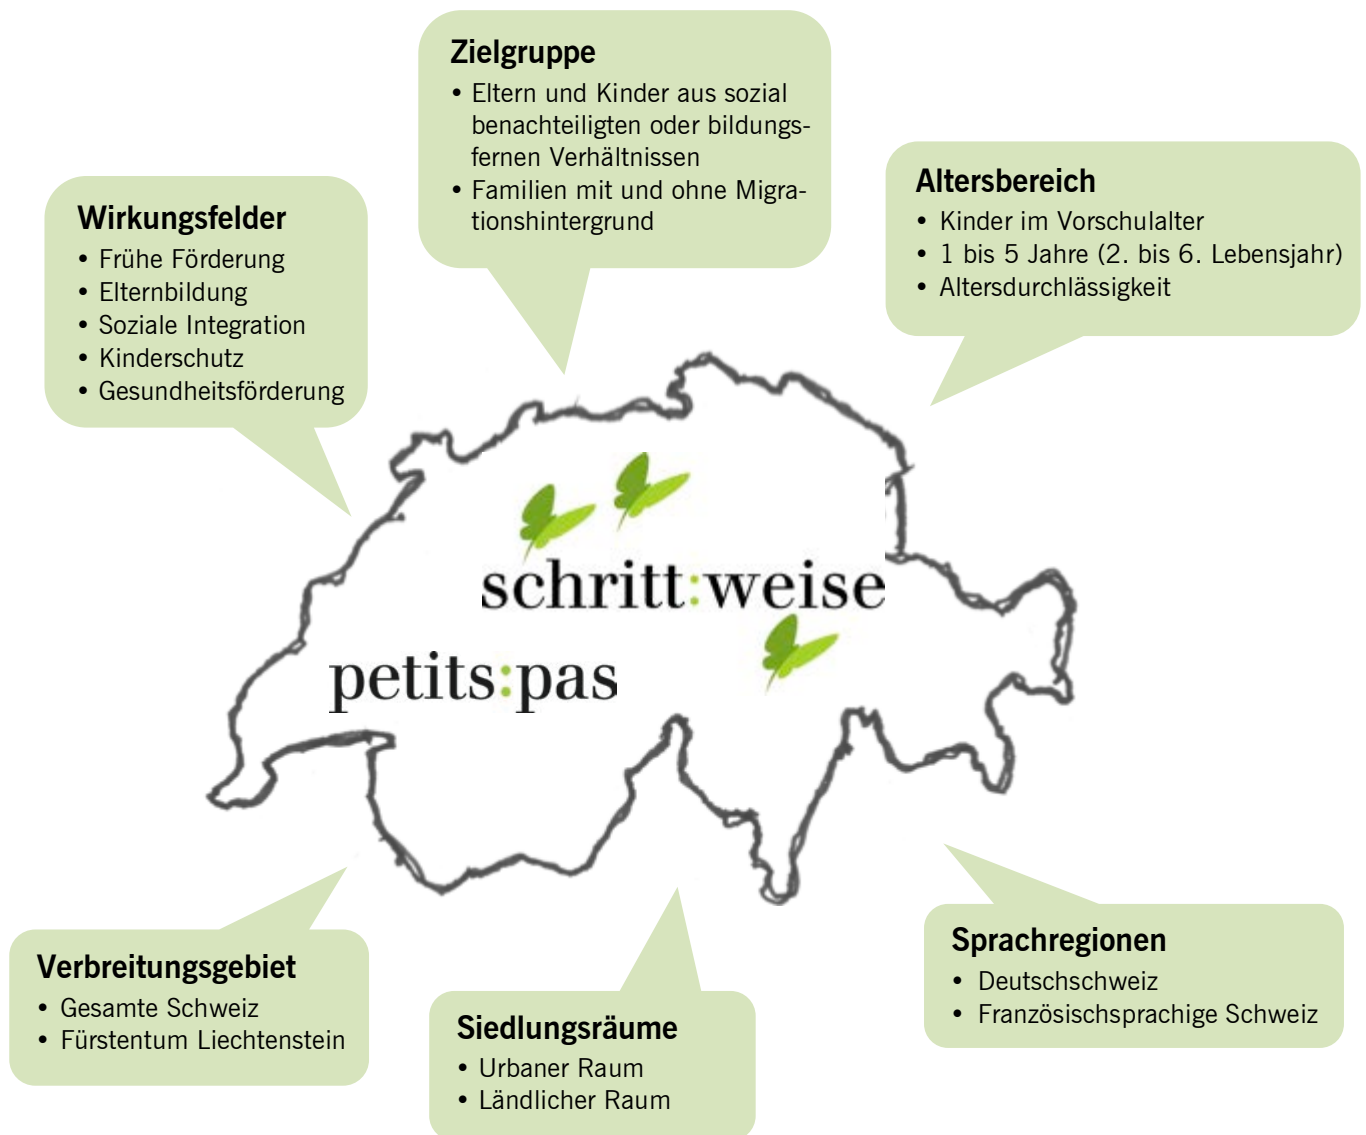 Zielgruppe
• Eltern und Kinder aus sozial
benachteiligten oder bildungs-
fernen Verhältnissen
• Familien mit und ohne Migra-
tionshintergrund
Altersbereich
• Kinder im Vorschulalter
• 1 bis 5 Jahre (2. bis 6. Lebensjahr)
• Altersdurchlässigkeit
Wirkungsfelder
• Frühe Förderung
• Elternbildung
• Soziale Integration
• Kinderschutz
• Gesundheitsförderung
schritt:weise
petits:pas
Verbreitungsgebiet
• Gesamte Schweiz
• Fürstentum Liechtenstein
Siedlungsräume
• Urbaner Raum
• Ländlicher Raum
Sprachregionen
• Deutschschweiz
• Französischsprachige Schweiz